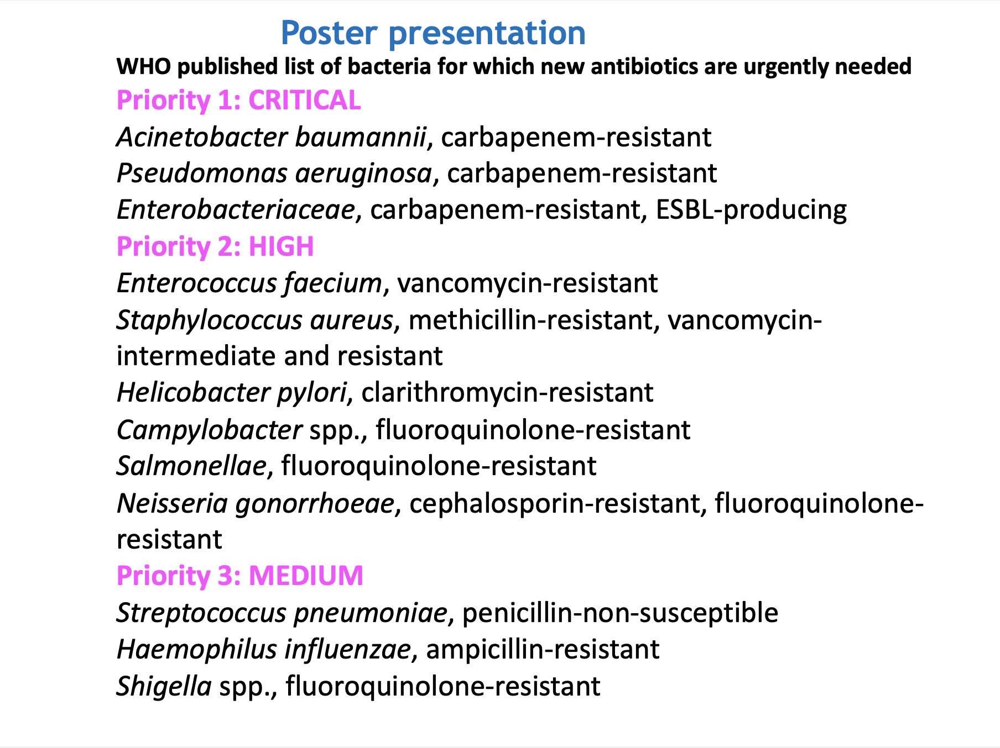 Poster presentation
WHO published list of bacteria for which new antibiotics are urgently needed
Priority 1: CRITICAL
Acinetobacter baumannii, carbapenem-resistant
Pseudomonas aeruginosa, carbapenem-resistant
Enterobacteriaceae, carbapenem-resistant, ESBL-producing
Priority 2: HIGH
Enterococcus faecium, vancomycin-resistant
Staphylococcus aureus, methicillin-resistant, vancomycin-
intermediate and resistant
Helicobacter pylori, clarithromycin-resistant
Campylobacter spp., fluoroquinolone-resistant
Salmonellae, fluoroquinolone-resistant
Neisseria gonorrhoeae, cephalosporin-resistant, fluoroquinolone-
resistant
Priority 3: MEDIUM
Streptococcus pneumoniae, penicillin-non-susceptible
Haemophilus influenzae, ampicillin-resistant
Shigella spp., fluoroquinolone-resistant